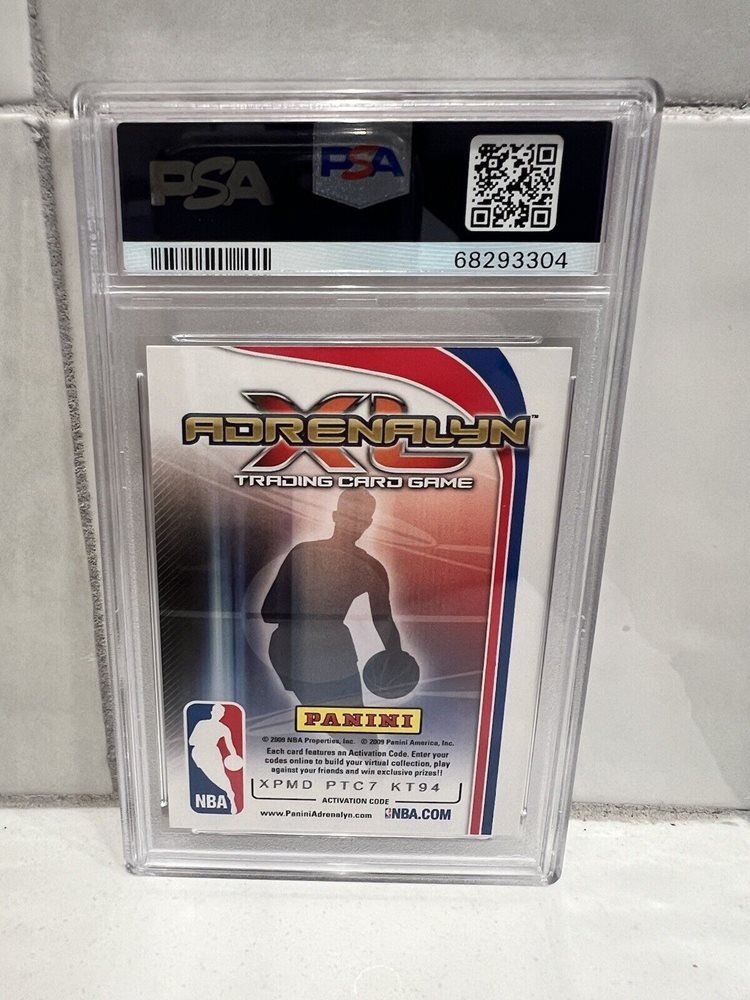 PSA PSA
68293304
XL
ADRENALYN™
TRADING CARD GAME
PANINI
© 2009 NBA Properties, Inc. © 2009 Panini America, Inc.
Each card features an Activation Code. Enter your
codes online to build your virtual collection, play
against your friends and win exclusive prizes!!
XPMD PTC7 KT94
ACTIVATION CODE
NBA
www.PaniniAdrenalyn.com NBA.COM